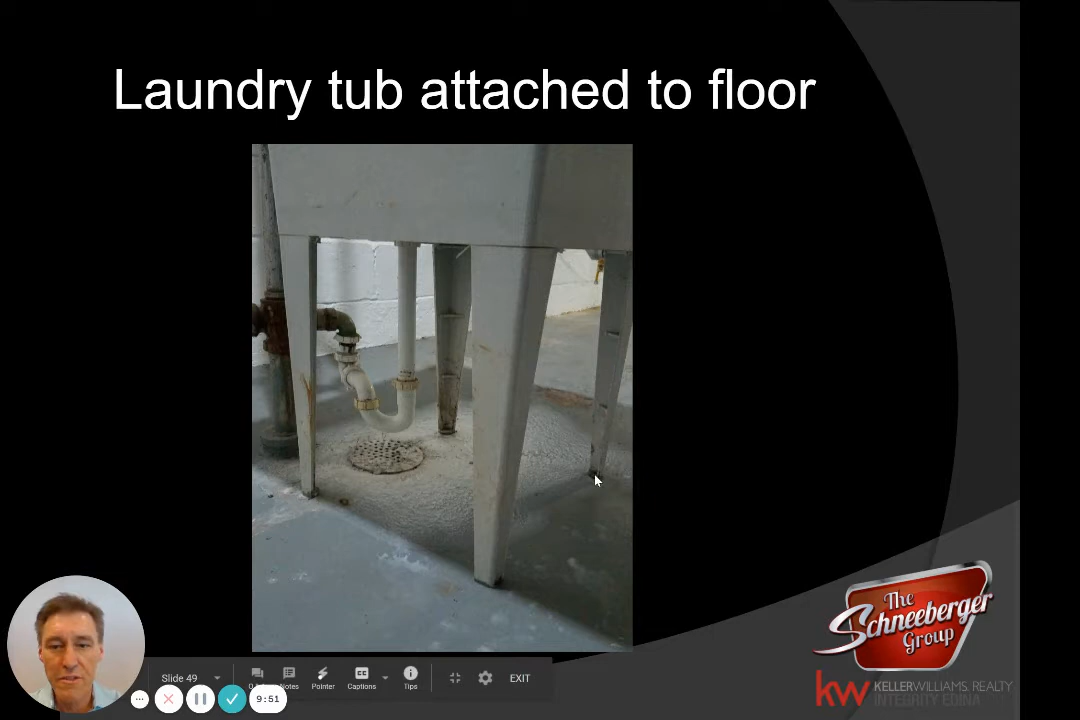 Laundry tub attached to floor
The
Schneeberger
Group
kw KELLERWILLIAMS. REALTY
INTEGRITY EDINA
Slide 49
Notes
Pointer
Captions
Tips
EXIT
9:51